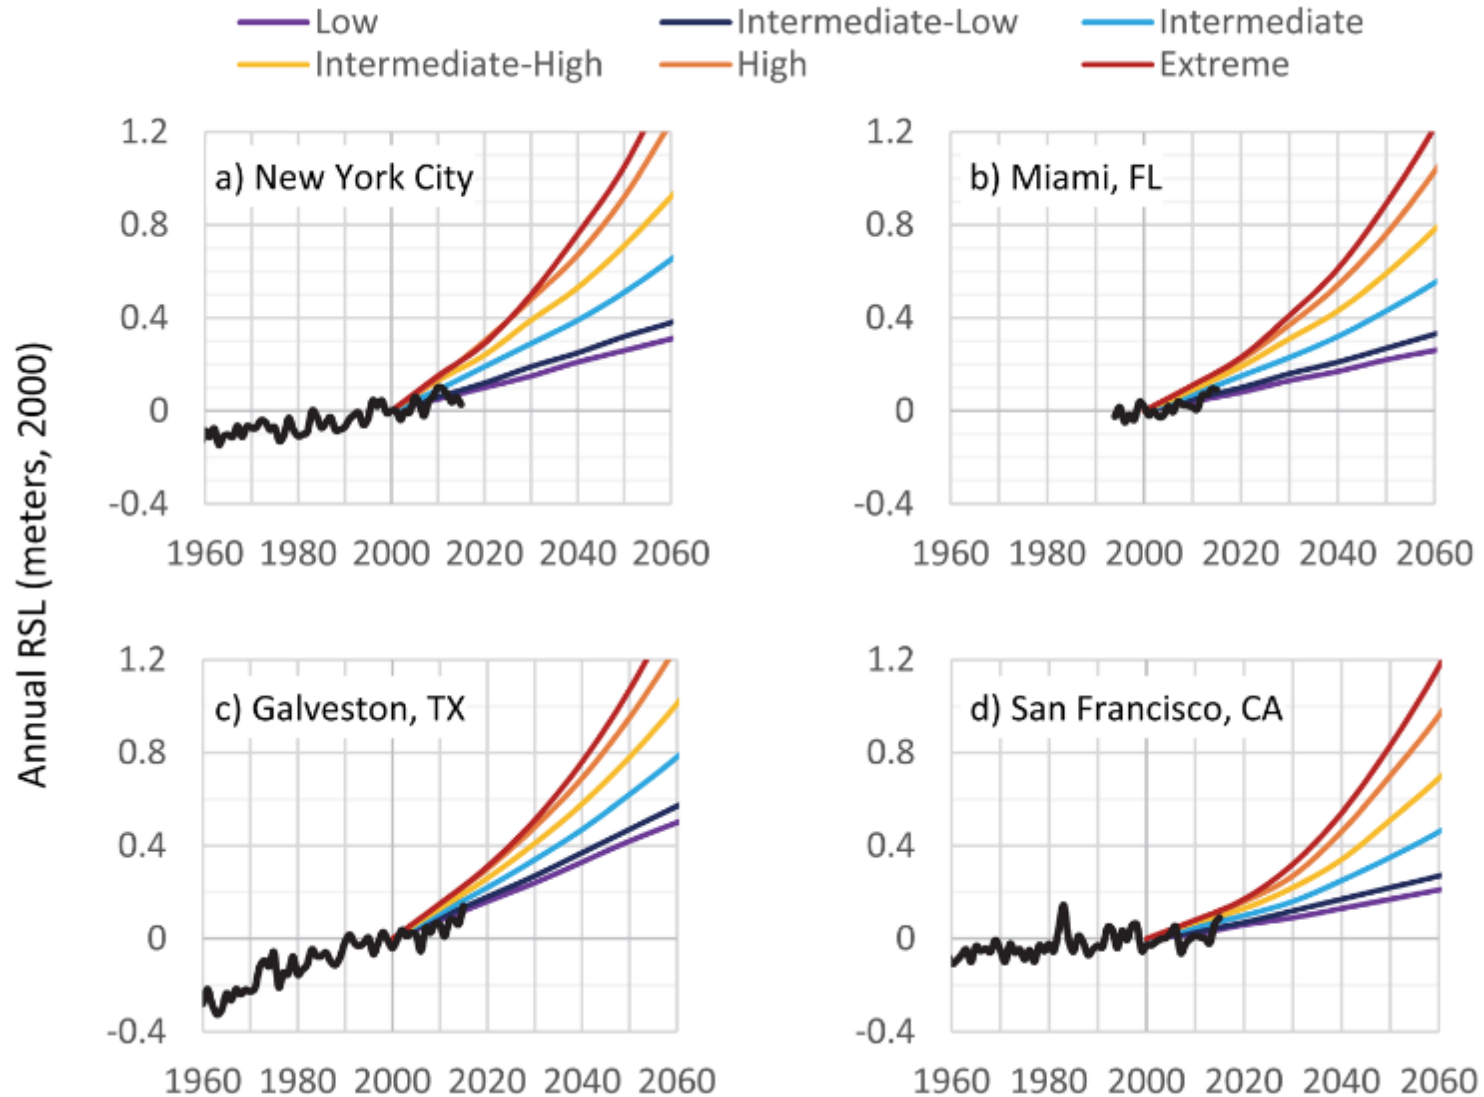 Low Intermediate-Low Intermediate
Intermediate-High High Extreme
Annual RSL (meters, 2000)
a) New York City
1.2
0.8
0.4
0
-0.4
1960 1980 2000 2020 2040 2060
b) Miami, FL
1.2
0.8
0.4
0
-0.4
1960 1980 2000 2020 2040 2060
c) Galveston, TX
1.2
0.8
0.4
0
-0.4
1960 1980 2000 2020 2040 2060
d) San Francisco, CA
1.2
0.8
0.4
0
-0.4
1960 1980 2000 2020 2040 2060